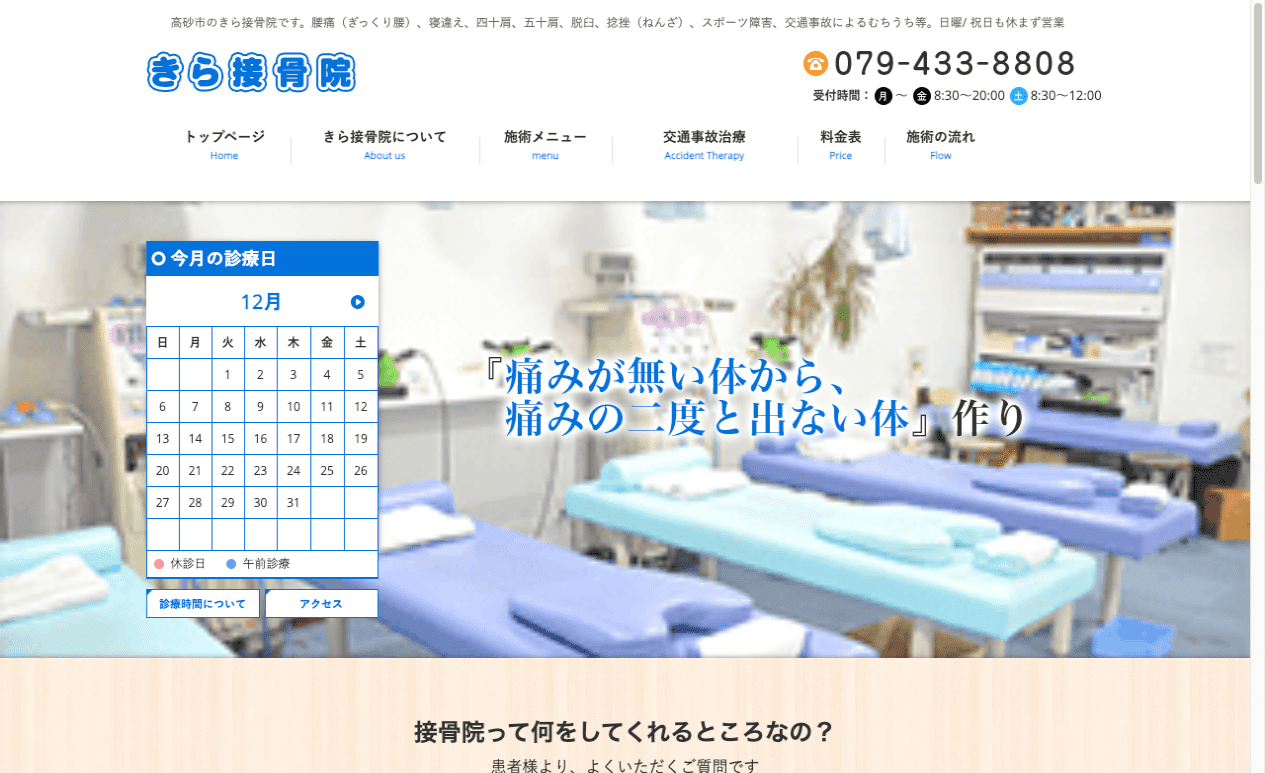 高砂市のきら接骨院です。腰痛（ぎっくり腰）、寝違え、四十肩、五十肩、脱臼、捻挫（ねんざ）、スポーツ障害、交通事故によるむちうち等。日曜/ 祝日も休まず営業
きら接骨院
079-433-8808
受付時間： 月 〜 金 8:30〜20:00 土 8:30〜12:00
トップページ きら接骨院について 施術メニュー 交通事故治療 料金表 施術の流れ
Home About us menu Accident Therapy Price Flow
今月の診療日
12月
日 月 火 水 木 金 土
1 2 3 4 5
6 7 8 9 10 11 12
13 14 15 16 17 18 19
20 21 22 23 24 25 26
27 28 29 30 31
休診日 午前診療
診療時間について アクセス
『痛みが無い体から、
痛みの二度と出ない体』作り
接骨院って何をしてくれるところなの？
患者様より、よくいただくご質問です